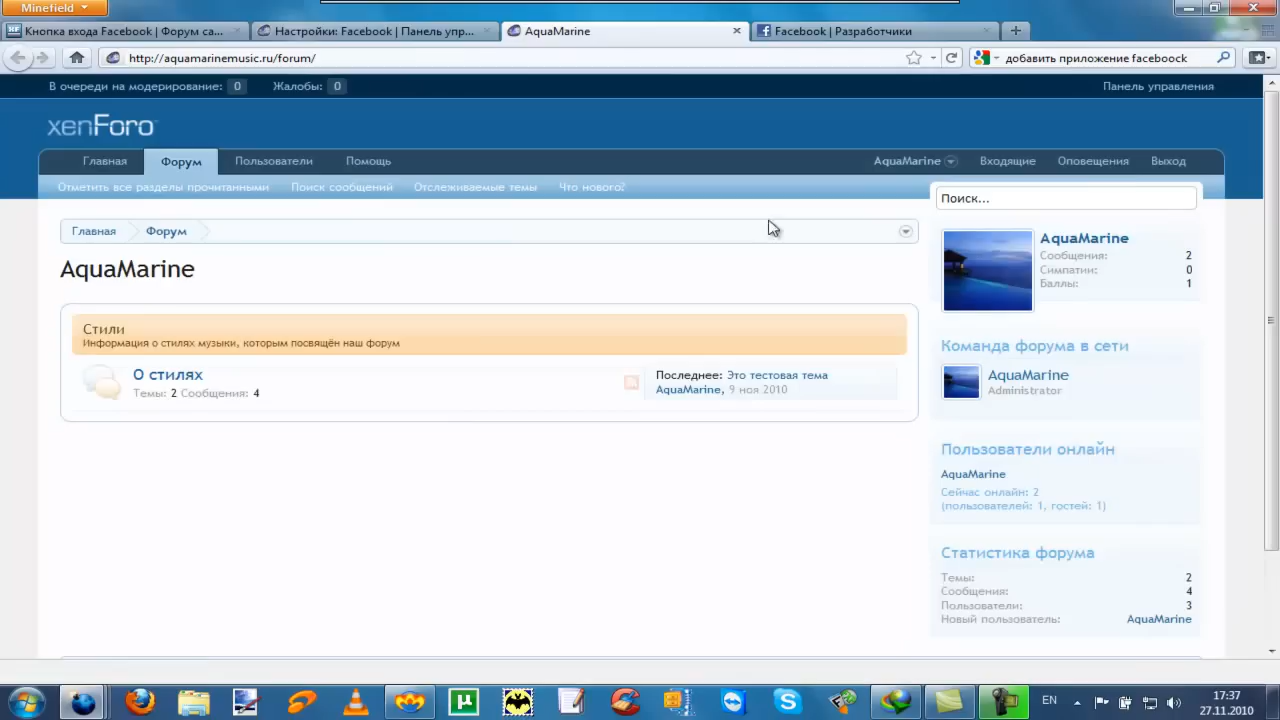 Minefield
Кнопка входа Facebook | Форум са...
Настройки: Facebook | Панель упр...
AquaMarine
Facebook | Разработчики
http://aquamarinemusic.ru/forum/
добавить приложение faceboock
В очереди на модерирование: 0 Жалобы: 0 Панель управления
xenForo
Главная Форум Пользователи Помощь AquaMarine Входящие Оповещения Выход
Отметить все разделы прочитанными Поиск сообщений Отслеживаемые темы Что нового?
Поиск...
Главная Форум
AquaMarine
Стили
Информация о стилях музыки, которым посвящён наш форум
О стилях
Темы: 2 Сообщения: 4
Последнее: Это тестовая тема
AquaMarine, 9 ноя 2010
AquaMarine
Сообщения: 2
Симпатии: 0
Баллы: 1
Команда форума в сети
AquaMarine
Administrator
Пользователи онлайн
AquaMarine
Сейчас онлайн: 2
(пользователей: 1, гостей: 1)
Статистика форума
Темы: 2
Сообщения: 4
Пользователи: 3
Новый пользователь: AquaMarine
EN
17:37
27.11.2010